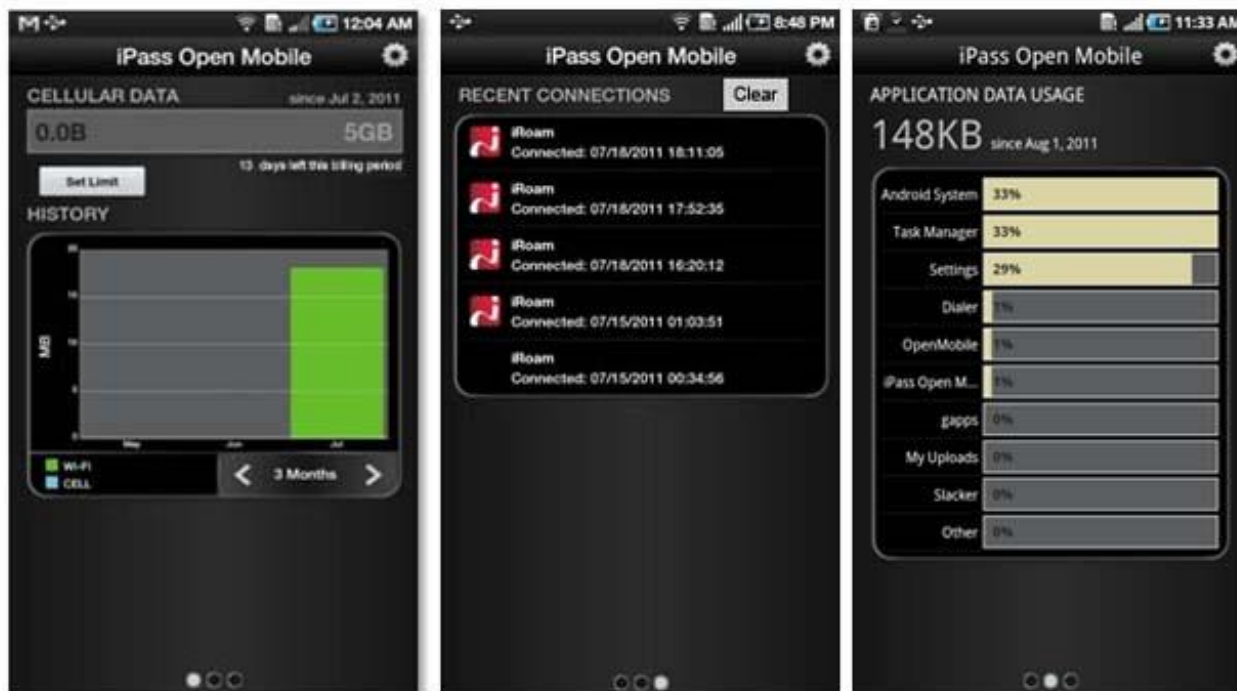 12:04 AM
iPass Open Mobile
CELLULAR DATA since Jul 2, 2011
0.0B 5GB
13 days left this billing period
Set Limit
HISTORY
20
15
10
5
0
MB
May Jun Jul
Wi-Fi
CELL
3 Months
8:48 PM
iPass Open Mobile
RECENT CONNECTIONS Clear
iRoam
Connected: 07/18/2011 18:11:05
iRoam
Connected: 07/18/2011 17:52:35
iRoam
Connected: 07/18/2011 16:20:12
iRoam
Connected: 07/15/2011 01:03:51
iRoam
Connected: 07/15/2011 00:34:56
11:33 AM
iPass Open Mobile
APPLICATION DATA USAGE
148KB since Aug 1, 2011
Android System 33%
Task Manager 33%
Settings 29%
Dialer 1%
OpenMobile 1%
iPass Open M... 1%
gapps 0%
My Uploads 0%
Slacker 0%
Other 0%